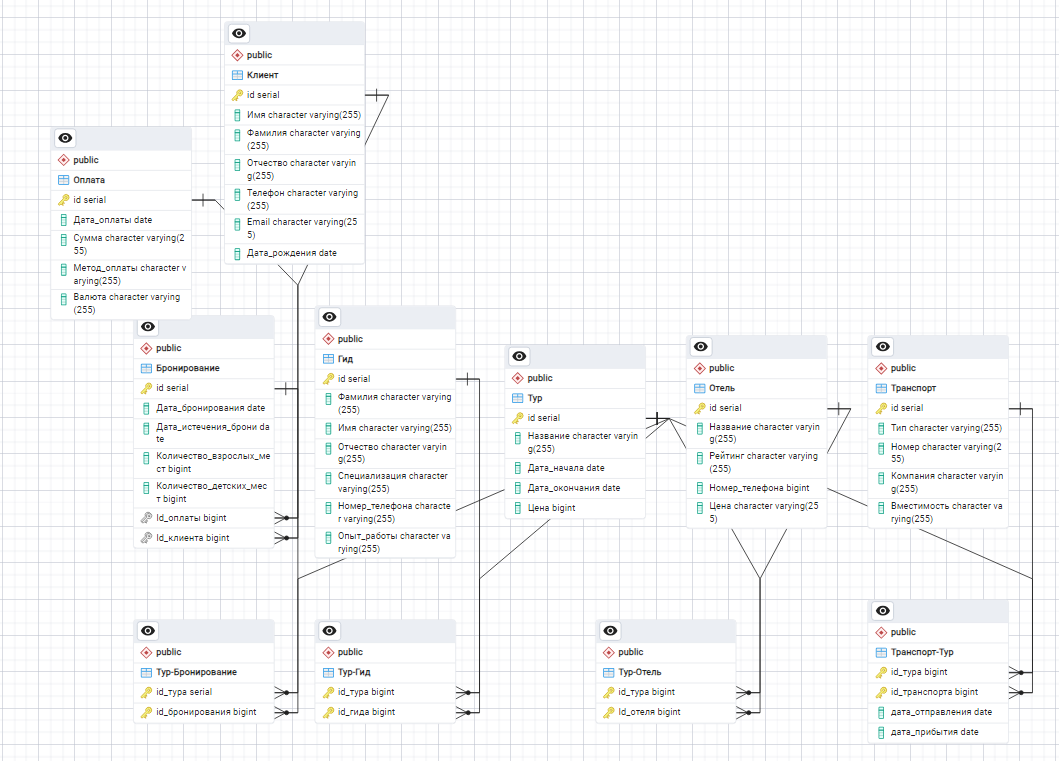 public
Клиент
id serial
Имя character varying(255)
Фамилия character varying
(255)
Отчество character varyin
g(255)
Телефон character varying
(255)
Email character varying(25
5)
Дата_рождения date
public
Оплата
id serial
Дата_оплаты date
Сумма character varying(2
55)
Метод_оплаты character v
arying(255)
Валюта character varying
(255)
public
Бронирование
id serial
Дата_бронирования date
Дата_истечения_брони da
te
Количество_взрослых_ме
ст bigint
Количество_детских_мес
т bigint
Id_оплаты bigint
Id_клиента bigint
public
Гид
id serial
Фамилия character varying
(255)
Имя character varying(255)
Отчество character varyin
g(255)
Специализация character
varying(255)
Номер_телефона characte
r varying(255)
Опыт_работы character va
rying(255)
public
Тур
id serial
Название character varyin
g(255)
Дата_начала date
Дата_окончания date
Цена bigint
public
Отель
id serial
Название character varyin
g(255)
Рейтинг character varying
(255)
Номер_телефона bigint
Цена character varying(25
5)
public
Транспорт
id serial
Тип character varying(255)
Номер character varying(2
55)
Компания character varyin
g(255)
Вместимость character va
rying(255)
public
Тур-Бронирование
id_тура serial
id_бронирования bigint
public
Тур-Гид
id_тура bigint
id_гида bigint
public
Тур-Отель
id_тура bigint
Id_отеля bigint
public
Транспорт-Тур
id_тура bigint
id_транспорта bigint
дата_отправления date
дата_прибытия date